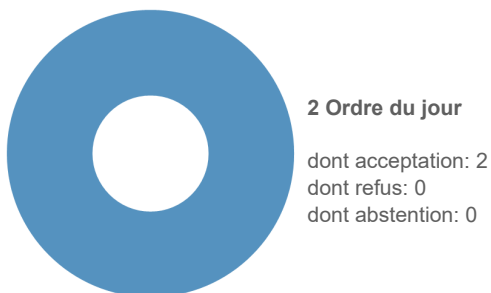 2 Ordre du jour
dont acceptation: 2
dont refus: 0
dont abstention: 0